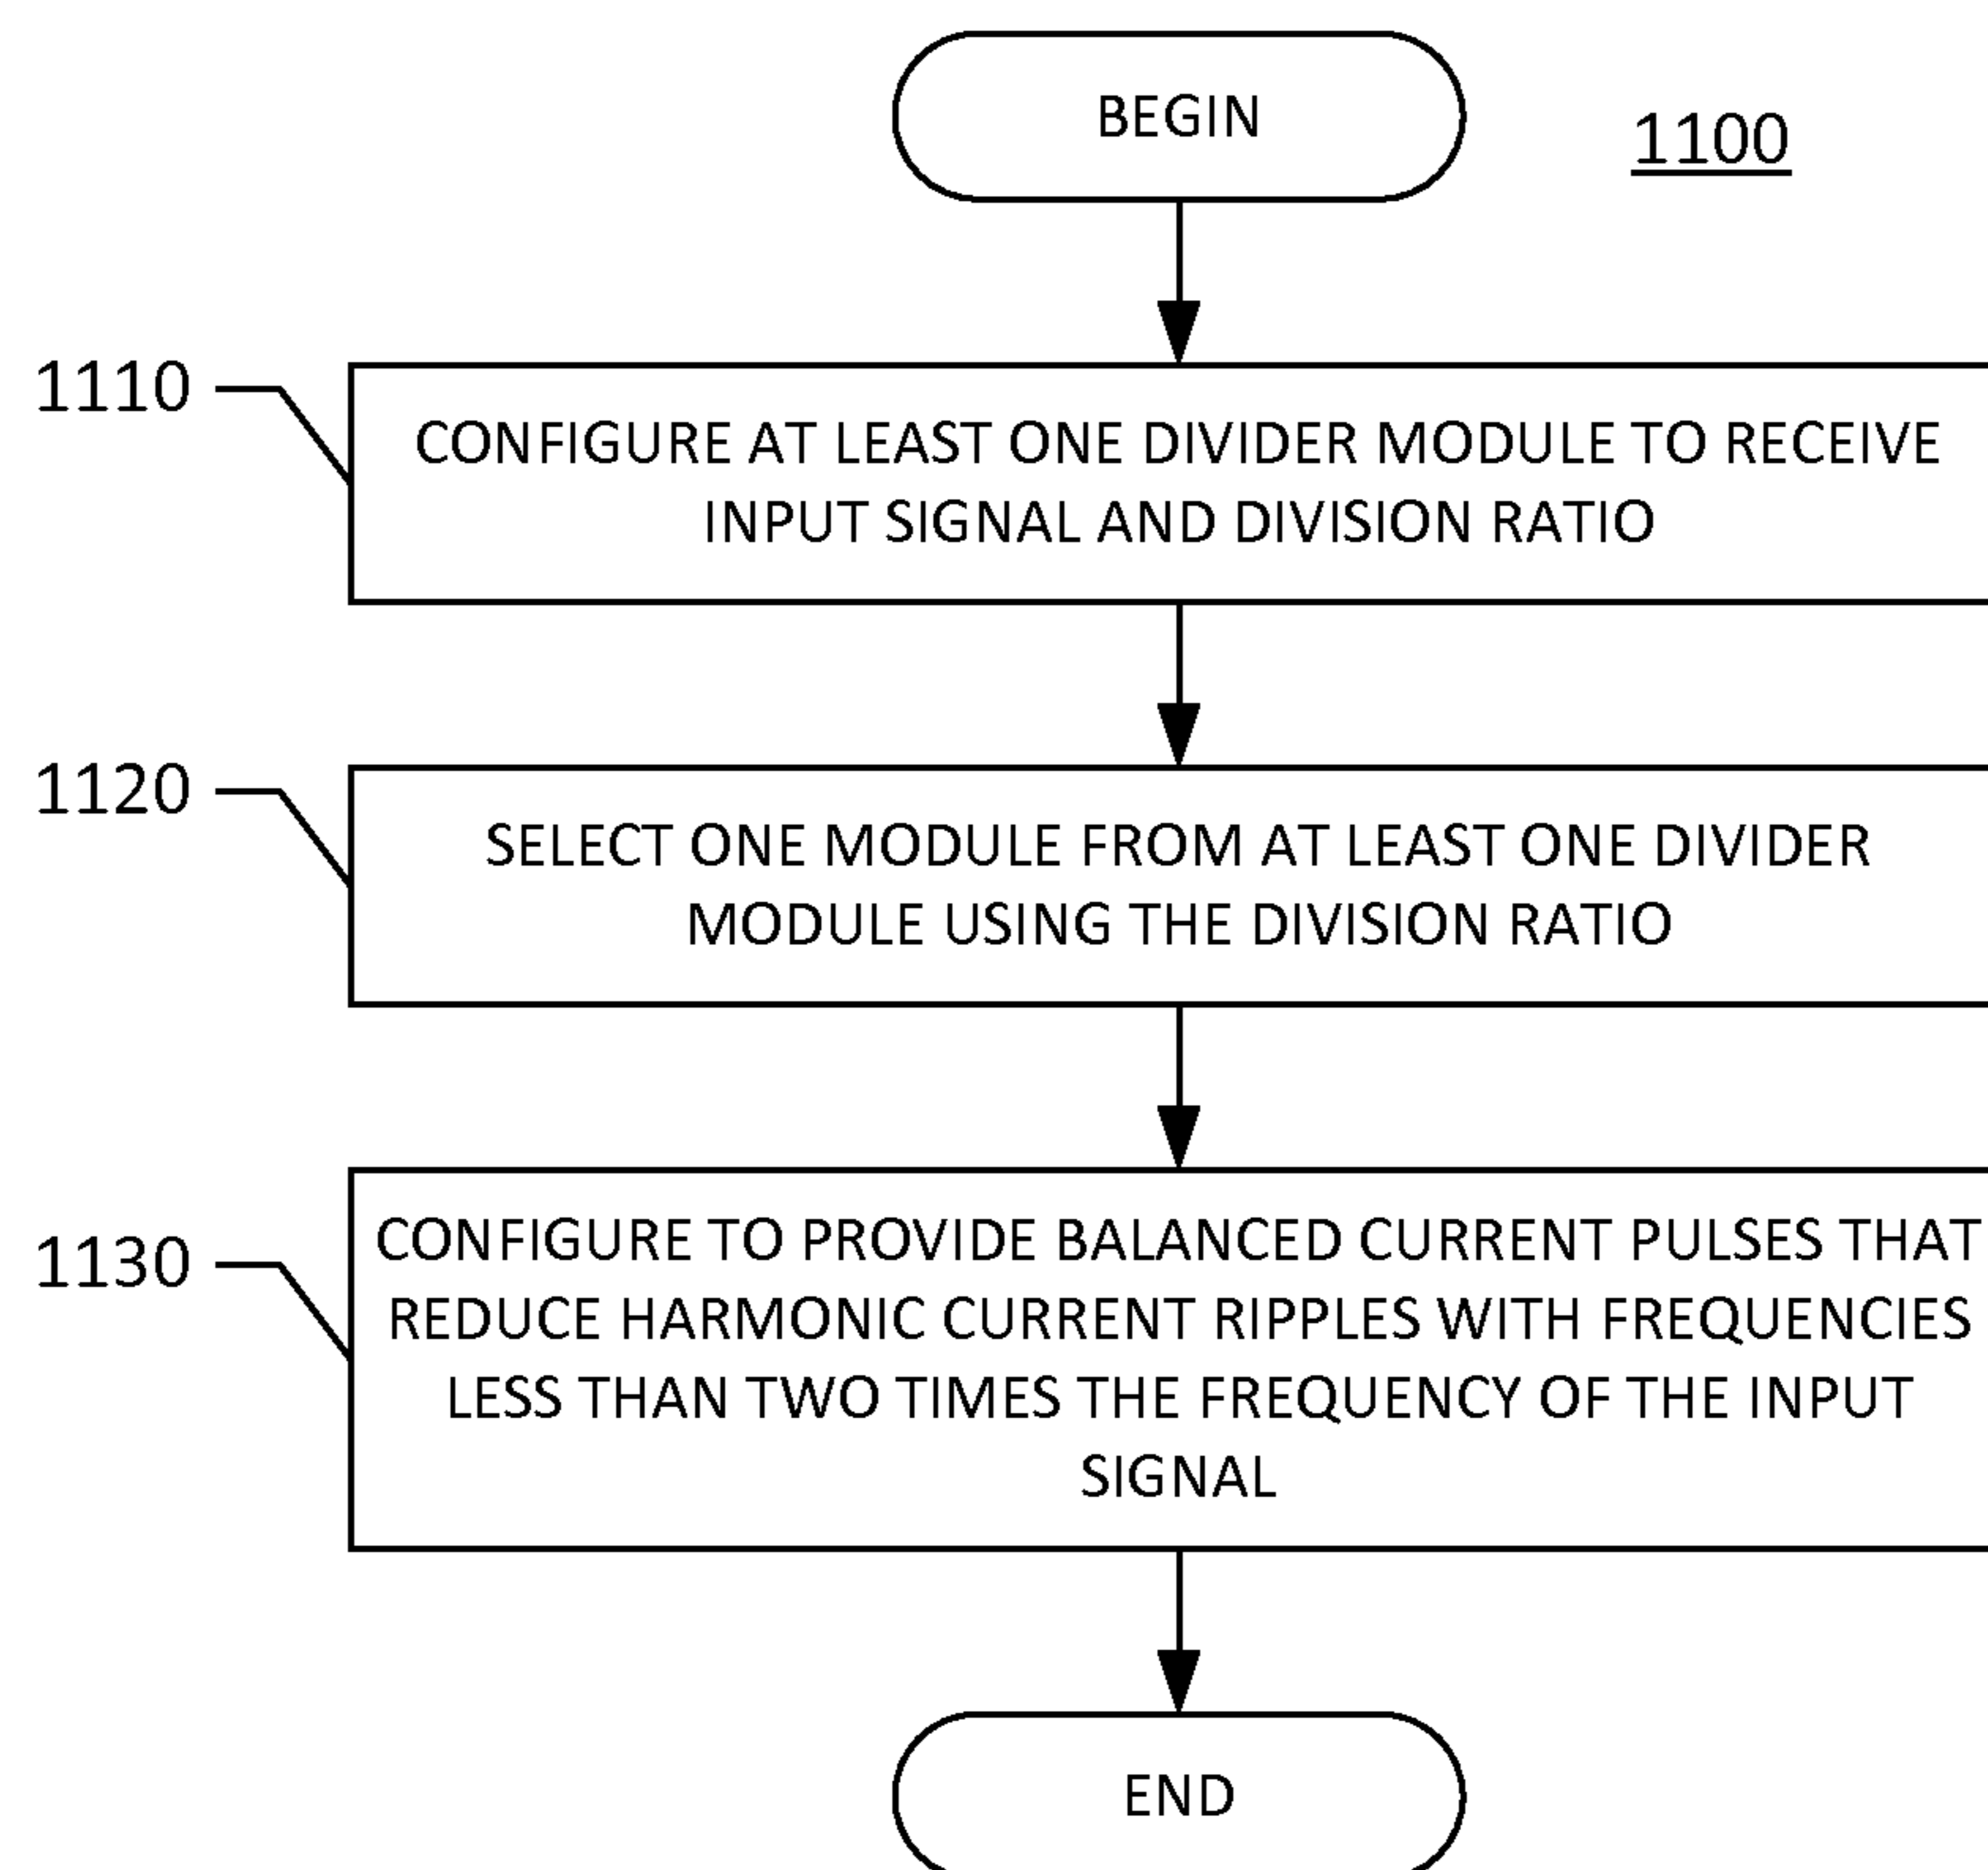 BEGIN
1100
1110
CONFIGURE AT LEAST ONE DIVIDER MODULE TO RECEIVE
INPUT SIGNAL AND DIVISION RATIO
1120
SELECT ONE MODULE FROM AT LEAST ONE DIVIDER
MODULE USING THE DIVISION RATIO
1130
CONFIGURE TO PROVIDE BALANCED CURRENT PULSES THAT
REDUCE HARMONIC CURRENT RIPPLES WITH FREQUENCIES
LESS THAN TWO TIMES THE FREQUENCY OF THE INPUT
SIGNAL
END